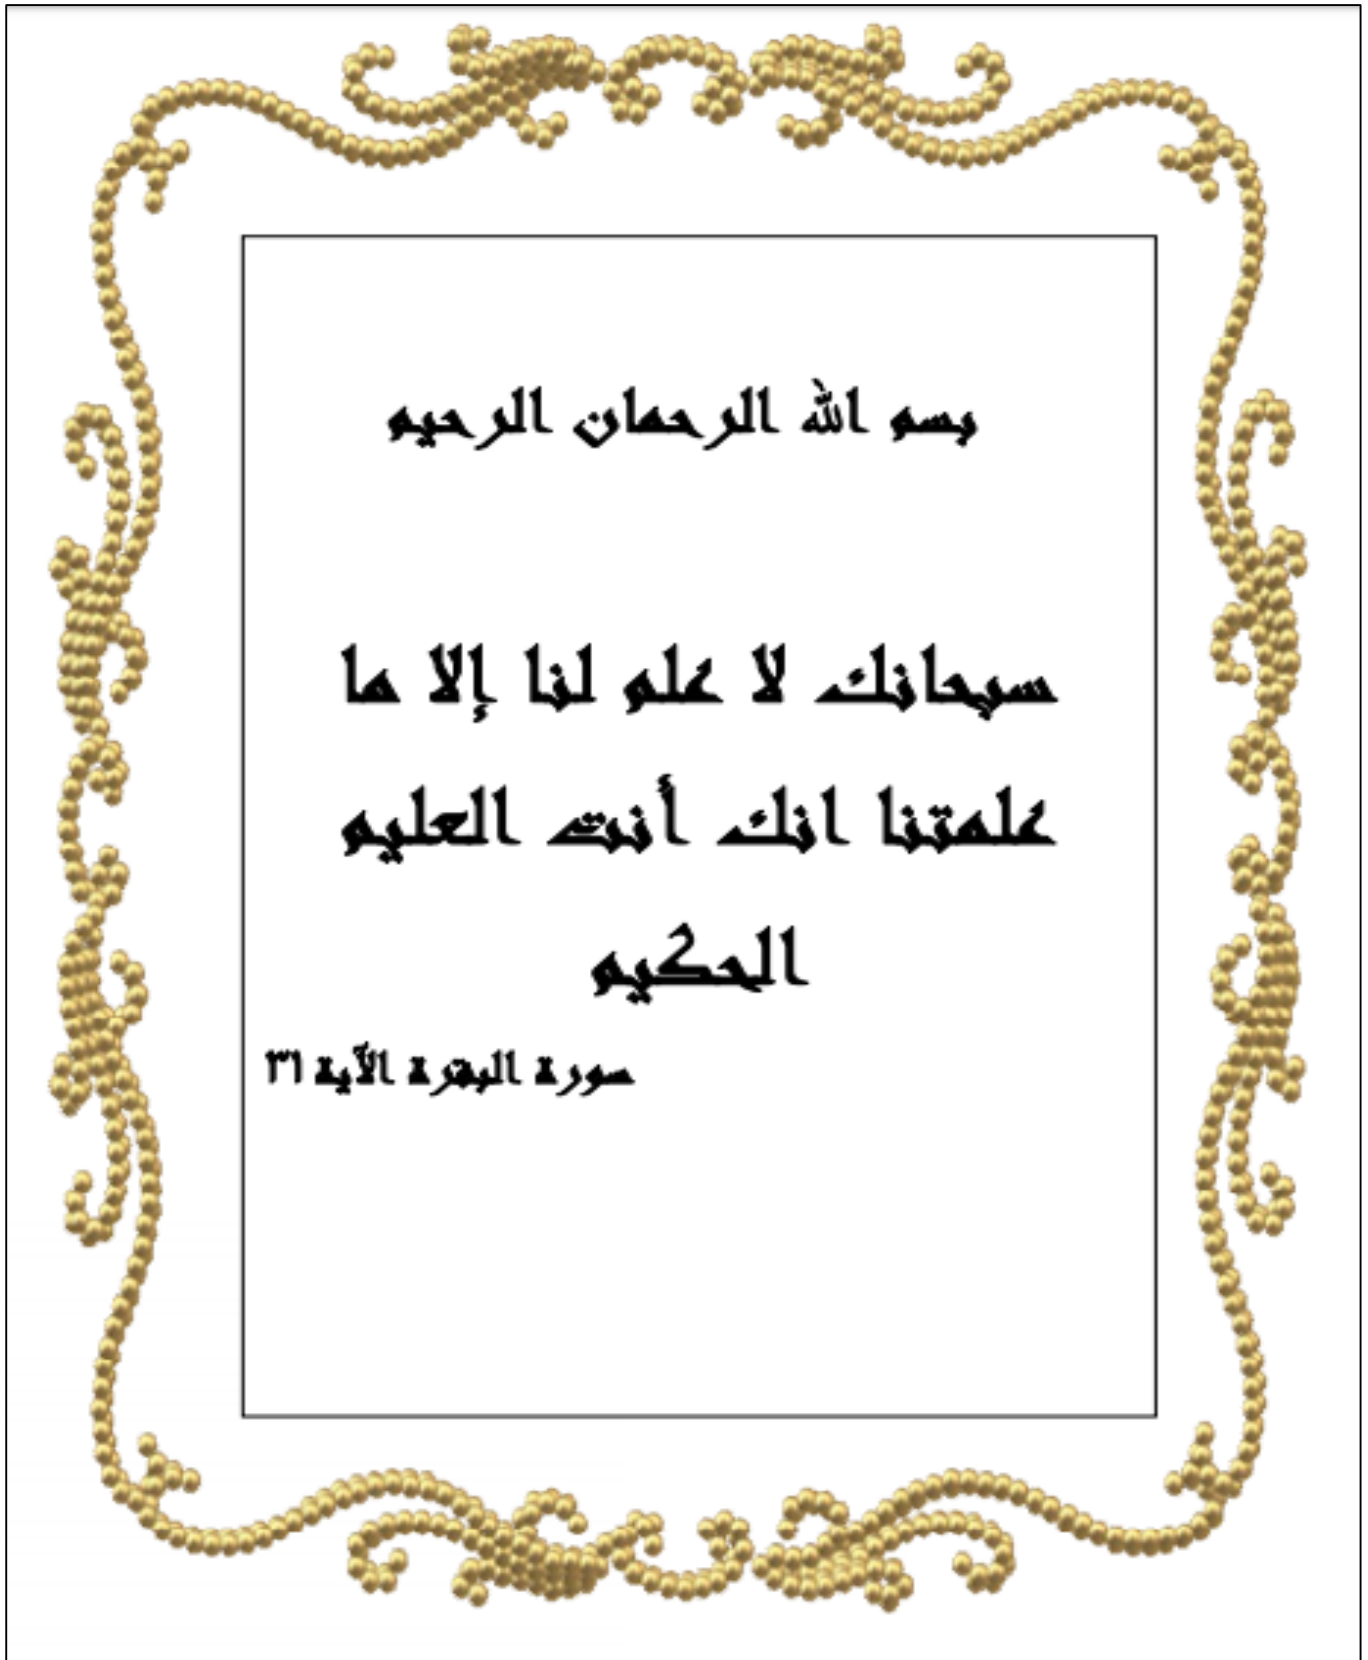 بسم الله الرحمان الرحيم
سبحانك لا علم لنا إلا ما
علمتنا انك أنت العليم
الحكيم
سورة البقرة الآية ٣١